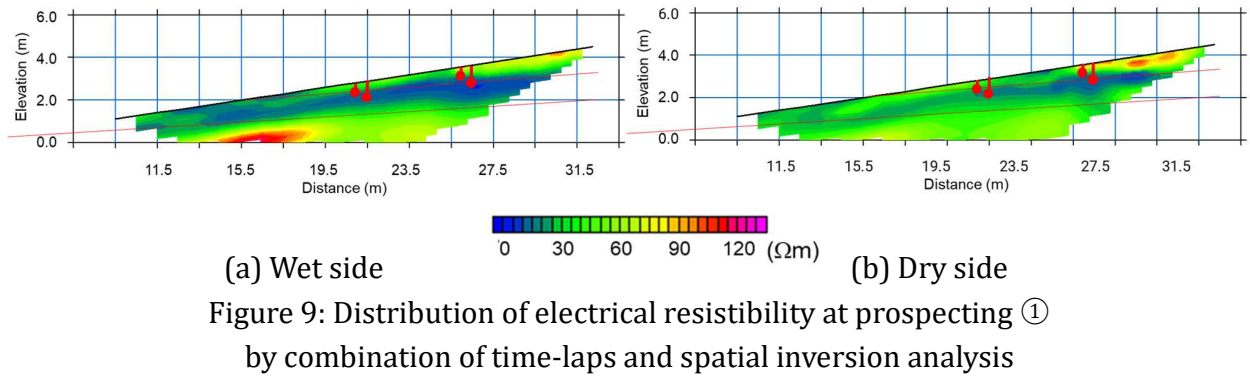 6.0
4.0
2.0
0.0
Elevation (m)
11.5 15.5 19.5 23.5 27.5 31.5
Distance (m)
6.0
4.0
2.0
0.0
Elevation (m)
11.5 15.5 19.5 23.5 27.5 31.5
Distance (m)
0 30 60 90 120 (Ωm)
(a) Wet side (b) Dry side
Figure 9: Distribution of electrical resistibility at prospecting ①
by combination of time-laps and spatial inversion analysis